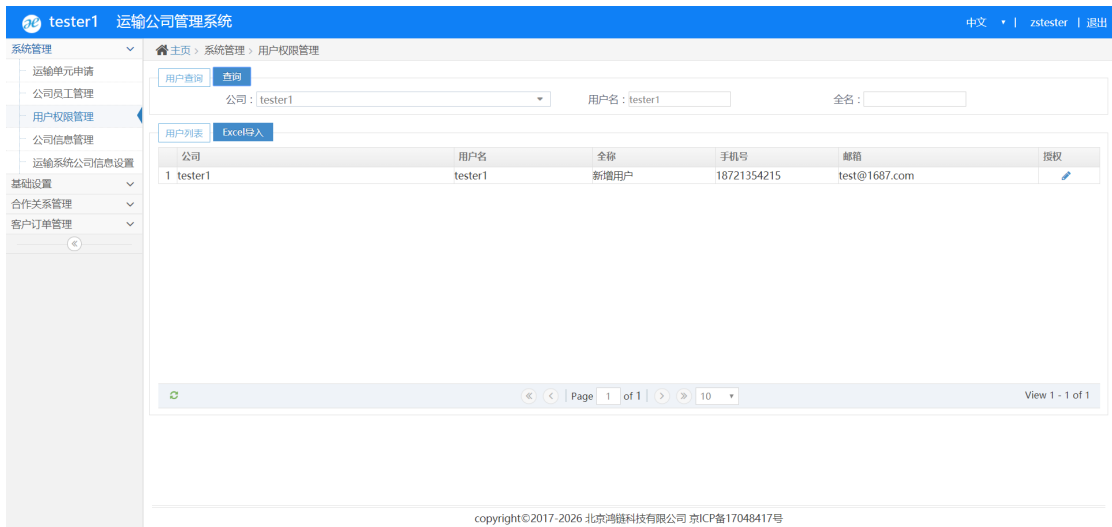 tester1 运输公司管理系统 中文 | zstester | 退出
系统管理
运输单元申请
公司员工管理
用户权限管理
公司信息管理
运输系统公司信息设置
基础设置
合作关系管理
客户订单管理
主页 > 系统管理 > 用户权限管理
用户查询 查询
公司： tester1 用户名： tester1 全名：
用户列表 Excel导入
公司 用户名 全称 手机号 邮箱 授权
1 tester1 tester1 新增用户 18721354215 test@1687.com
Page 1 of 1 10 View 1 - 1 of 1
copyright©2017-2026 北京鸿链科技有限公司 京ICP备17048417号